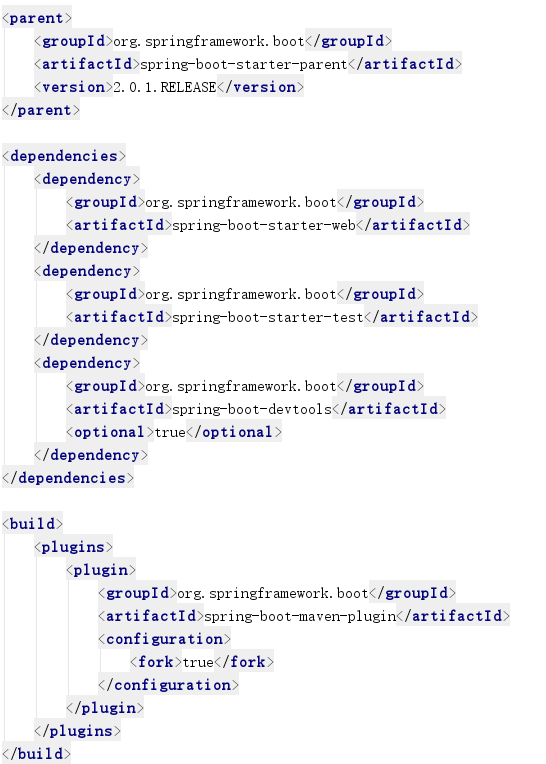 <parent>
    <groupId>org.springframework.boot</groupId>
    <artifactId>spring-boot-starter-parent</artifactId>
    <version>2.0.1.RELEASE</version>
</parent>

<dependencies>
    <dependency>
        <groupId>org.springframework.boot</groupId>
        <artifactId>spring-boot-starter-web</artifactId>
    </dependency>
    <dependency>
        <groupId>org.springframework.boot</groupId>
        <artifactId>spring-boot-starter-test</artifactId>
    </dependency>
    <dependency>
        <groupId>org.springframework.boot</groupId>
        <artifactId>spring-boot-devtools</artifactId>
        <optional>true</optional>
    </dependency>
</dependencies>

<build>
    <plugins>
        <plugin>
            <groupId>org.springframework.boot</groupId>
            <artifactId>spring-boot-maven-plugin</artifactId>
            <configuration>
                <fork>true</fork>
            </configuration>
        </plugin>
    </plugins>
</build>